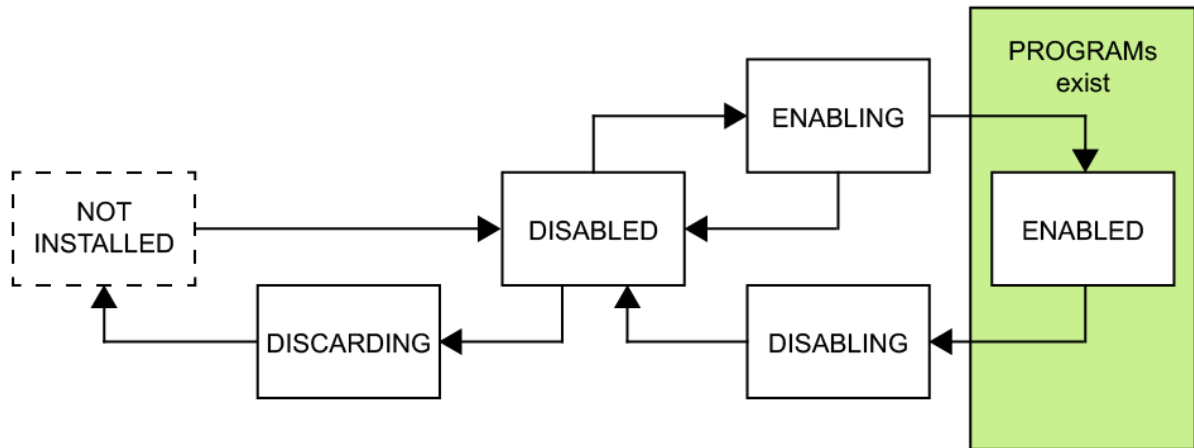 PROGRAMs
exist
ENABLING
NOT
INSTALLED
DISABLED
ENABLED
DISCARDING
DISABLING